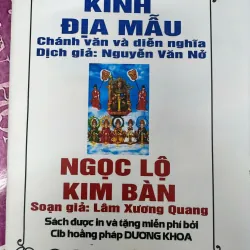 KINH
ĐỊA MẪU
Chánh văn và diễn nghĩa
Dịch giả: Nguyễn Văn Nở
NGỌC LỘ
KIM BÀN
Soạn giả: Lâm Xương Quang
Sách được in và tặng miễn phí bởi
Clb hoằng pháp DƯƠNG KHOA